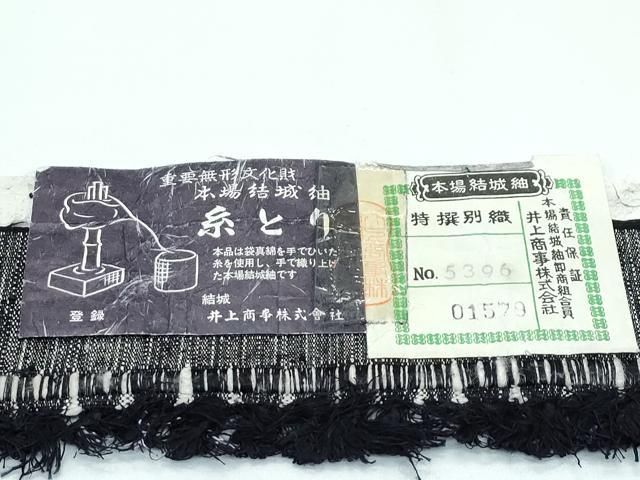 重要無形文化財
本場結城紬
糸とり
本品は袋真綿を手でひいた
糸を使用し、手で織り上げ
た本場結城紬です
結城
井上商事株式會社
登録
本場結城紬
特撰別織
No. 5396
01579
責任保証
本場結城紬卸商組合員
井上商事株式会社